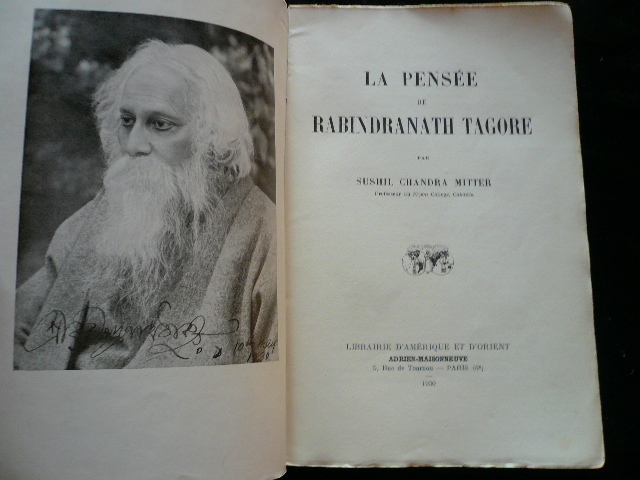 LA PENSÉE
DE
RABINDRANATH TAGORE
PAR
SUSHIL CHANDRA MITTER
LIBRAIRIE D'AMÉRIQUE ET D'ORIENT
ADRIEN-MAISONNEUVE
5, Rue de Tournon — PARIS (6e)
1930